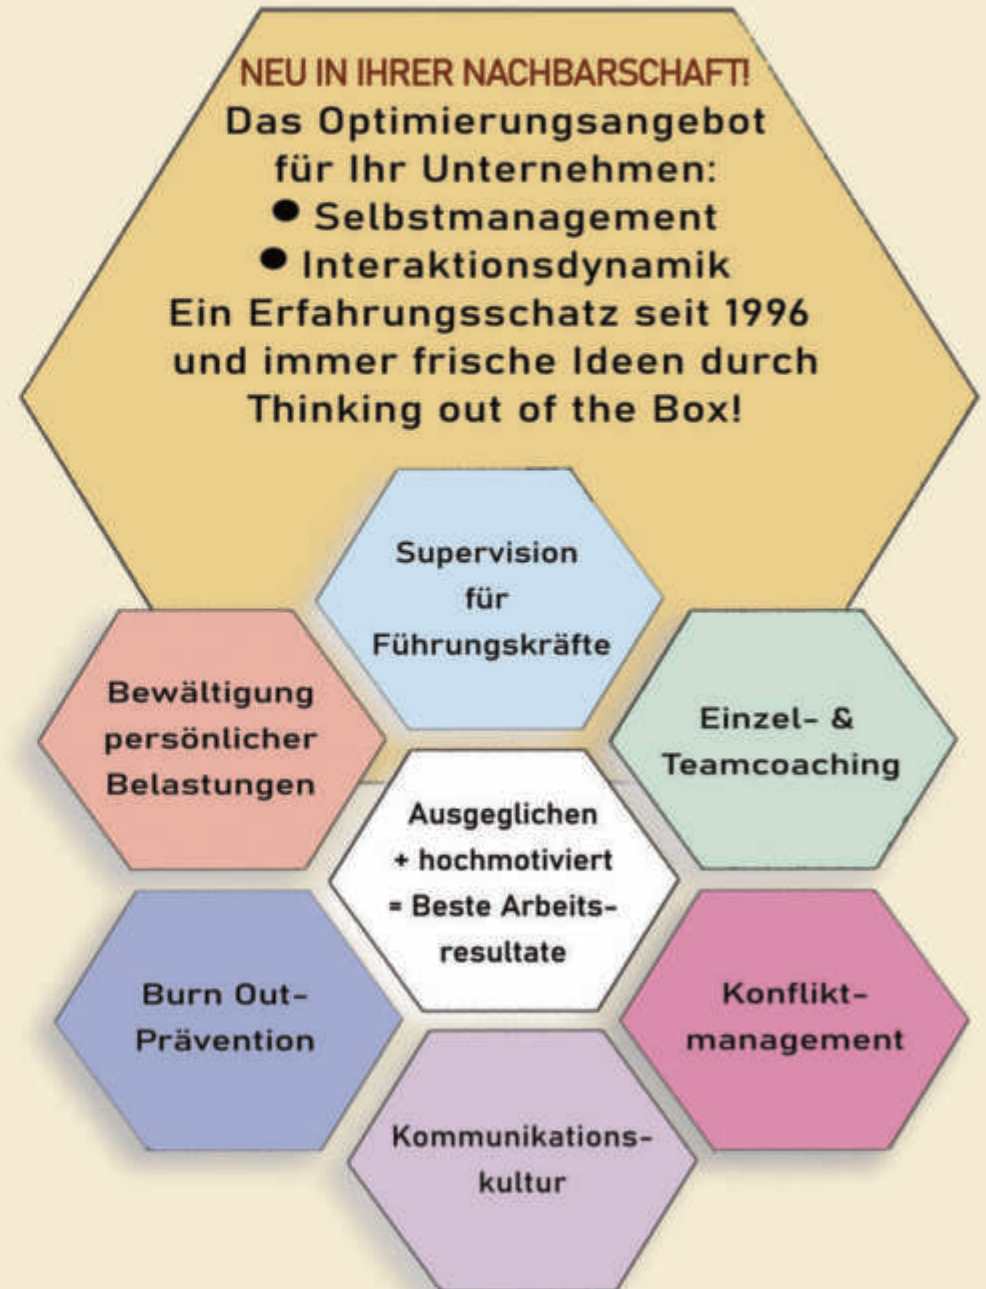 NEU IN IHRER NACHBARSCHAFT!
Das Optimierungsangebot
für Ihr Unternehmen:
● Selbstmanagement
● Interaktionsdynamik
Ein Erfahrungsschatz seit 1996
und immer frische Ideen durch
Thinking out of the Box!
Supervision
für
Führungskräfte
Bewältigung
persönlicher
Belastungen
Einzel- &
Teamcoaching
Ausgeglichen
+ hochmotiviert
= Beste Arbeits-
resultate
Burn Out-
Prävention
Konflikt-
management
Kommunikations-
kultur